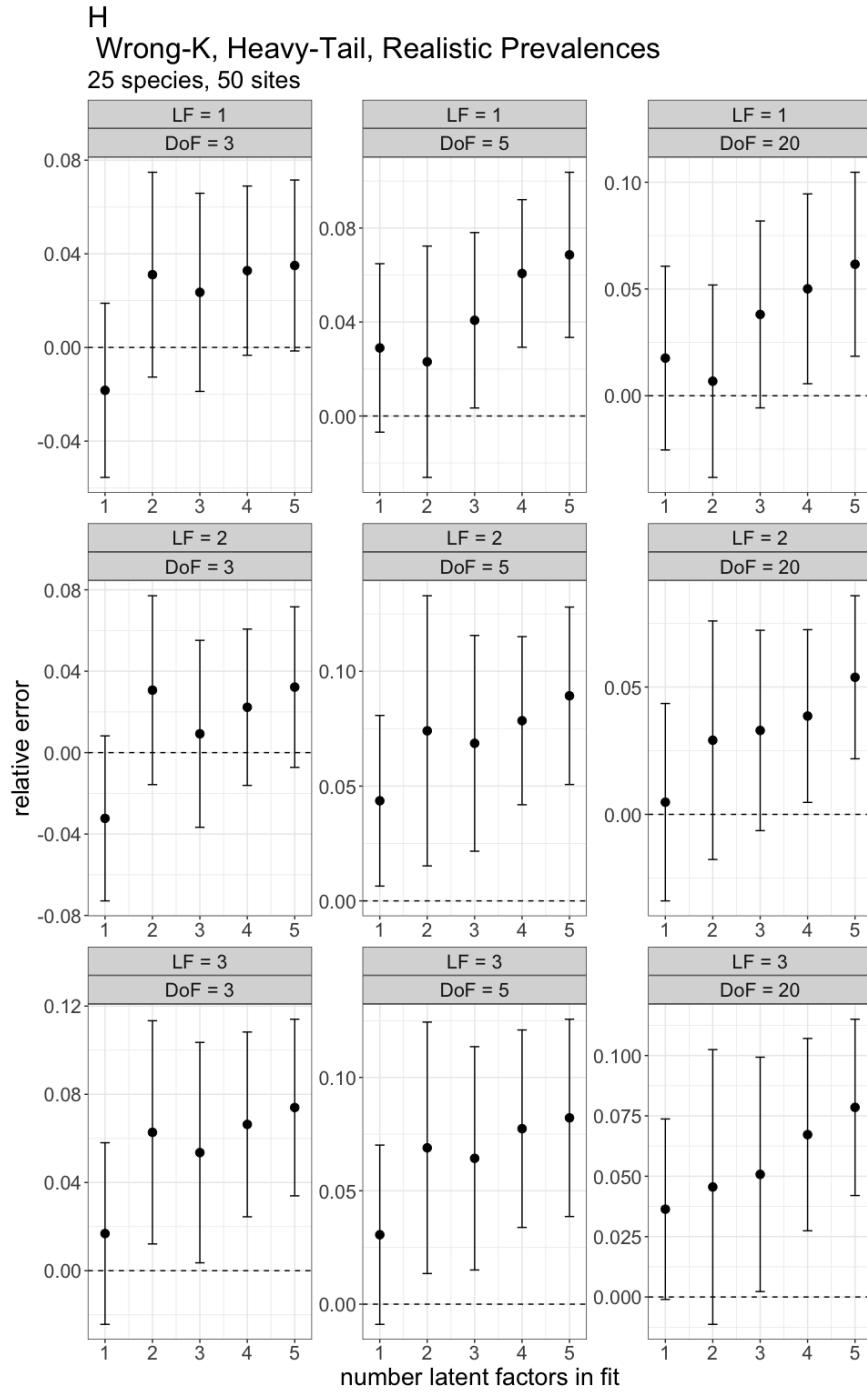 H
Wrong-K, Heavy-Tail, Realistic Prevalences
25 species, 50 sites
LF = 1 LF = 1 LF = 1
DoF = 3 DoF = 5 DoF = 20
0.08
0.04
0.00
-0.04
0.08
0.04
0.00
0.10
0.05
0.00
1 2 3 4 5 1 2 3 4 5 1 2 3 4 5
LF = 2 LF = 2 LF = 2
DoF = 3 DoF = 5 DoF = 20
relative error
0.08
0.04
0.00
-0.04
-0.08
0.10
0.05
0.00
0.05
0.00
1 2 3 4 5 1 2 3 4 5 1 2 3 4 5
LF = 3 LF = 3 LF = 3
DoF = 3 DoF = 5 DoF = 20
0.12
0.08
0.04
0.00
0.10
0.05
0.00
0.100
0.075
0.050
0.025
0.000
1 2 3 4 5 1 2 3 4 5 1 2 3 4 5
number latent factors in fit